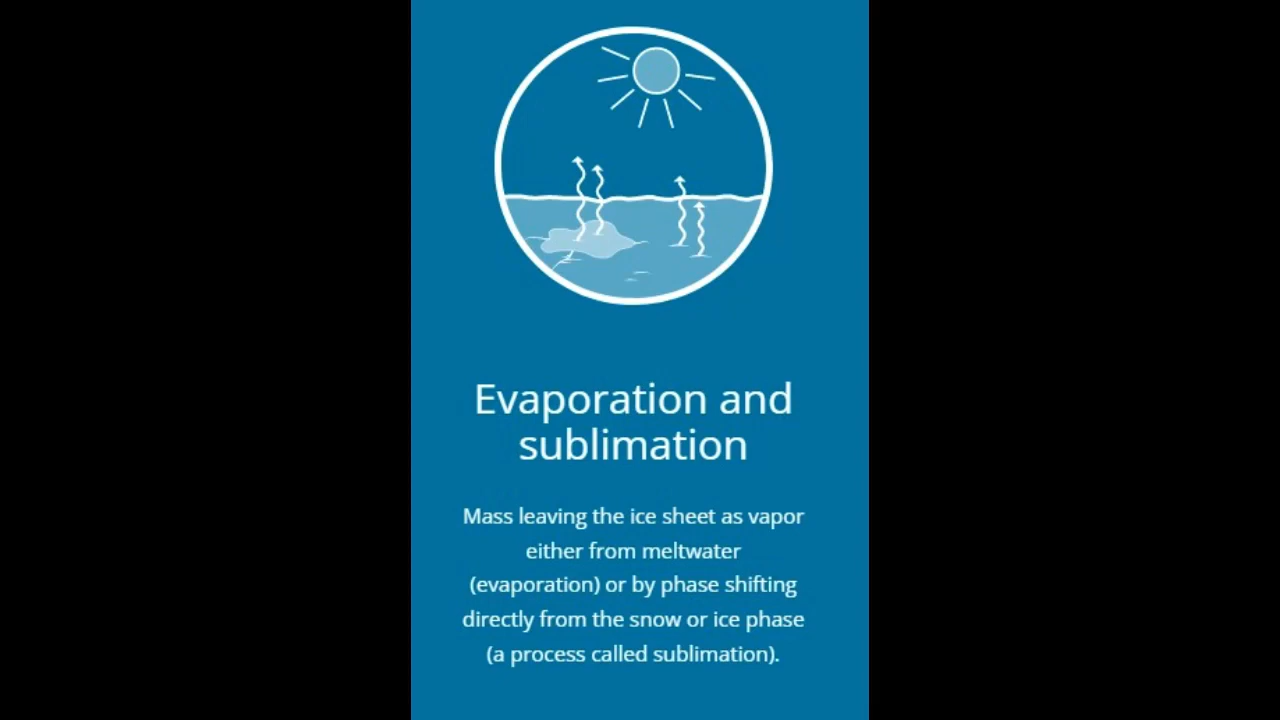 Evaporation and
sublimation
Mass leaving the ice sheet as vapor
either from meltwater
(evaporation) or by phase shifting
directly from the snow or ice phase
(a process called sublimation).